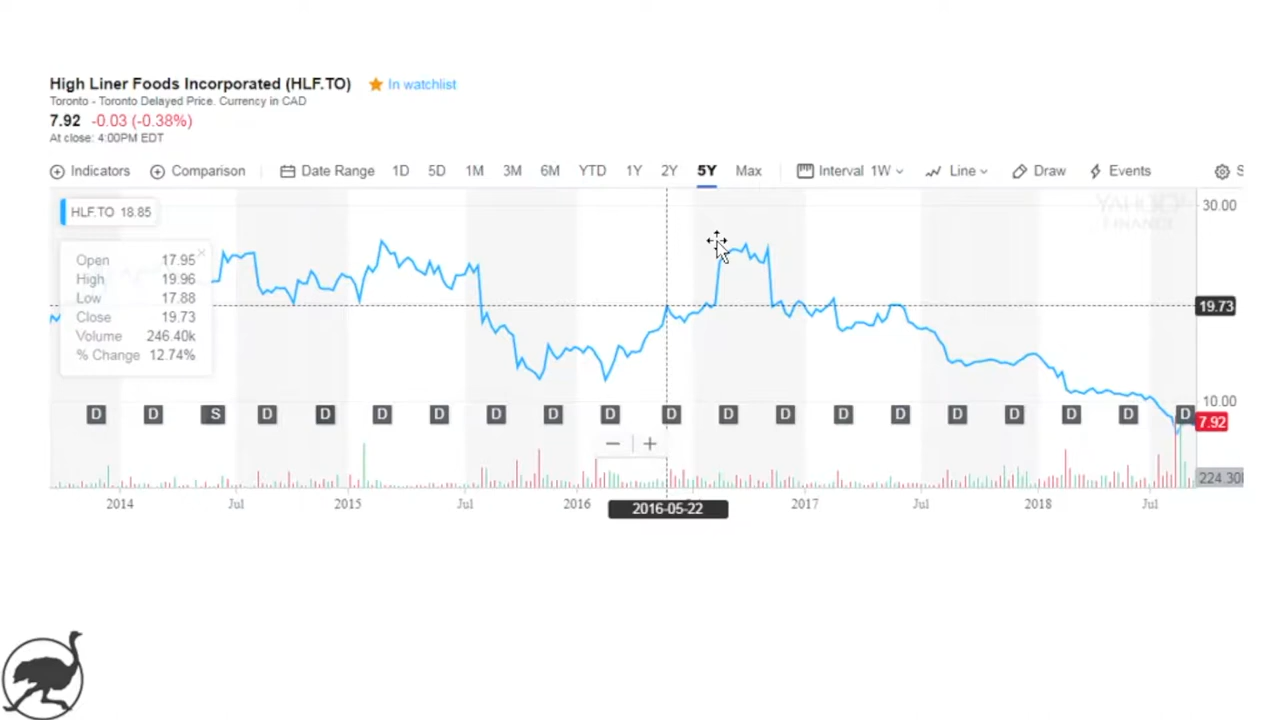 High Liner Foods Incorporated (HLF.TO) In watchlist
Toronto - Toronto Delayed Price. Currency in CAD
7.92 -0.03 (-0.38%)
At close: 4:00PM EDT
Indicators Comparison Date Range 1D 5D 1M 3M 6M YTD 1Y 2Y 5Y Max Interval 1W Line Draw Events S
HLF.TO 18.85
30.00
YAHOO!
FINANCE
Open 17.95
High 19.96
Low 17.88
Close 19.73
Volume 246.40k
% Change 12.74%
19.73
10.00
D D S D D D D D D D D D D D D D D D D D
7.92
− +
224.30
2014 Jul 2015 Jul 2016 2017 Jul 2018 Jul
2016-05-22